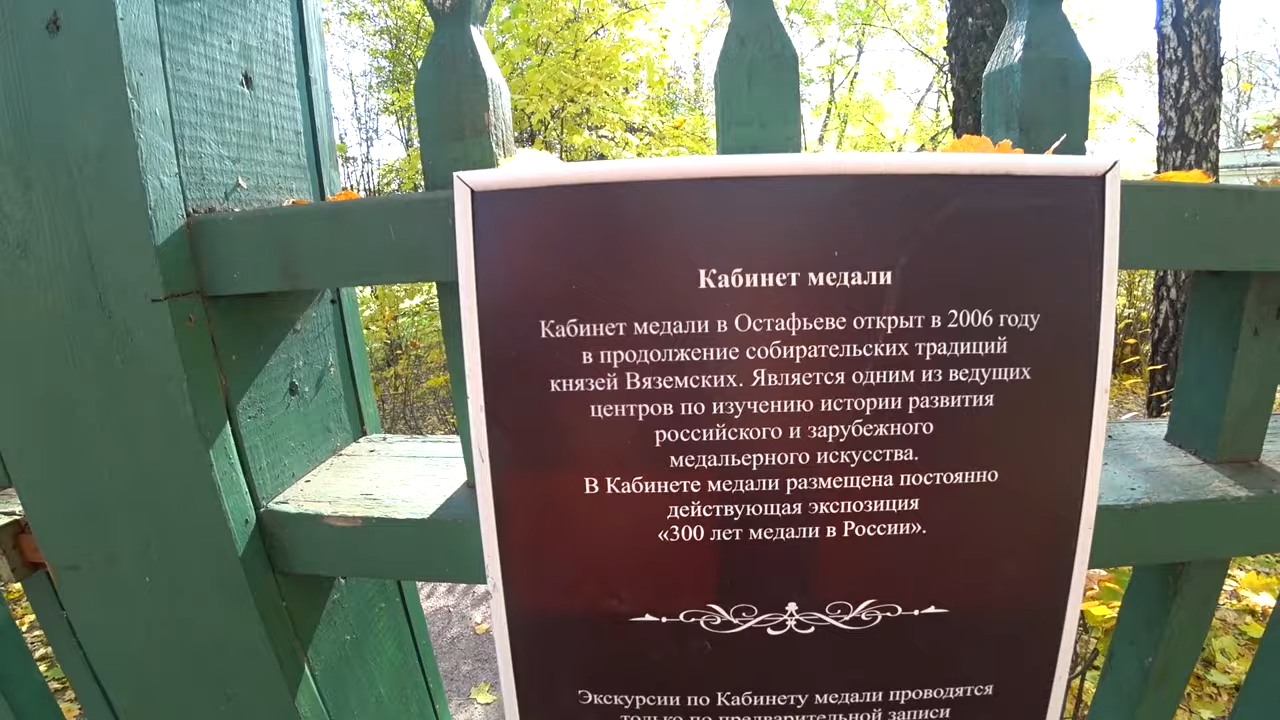 Кабинет медали
Кабинет медали в Остафьеве открыт в 2006 году
в продолжение собирательских традиций
князей Вяземских. Является одним из ведущих
центров по изучению истории развития
российского и зарубежного
медальерного искусства.
В Кабинете медали размещена постоянно
действующая экспозиция
«300 лет медали в России».
Экскурсии по Кабинету медали проводятся
только по предварительной записи